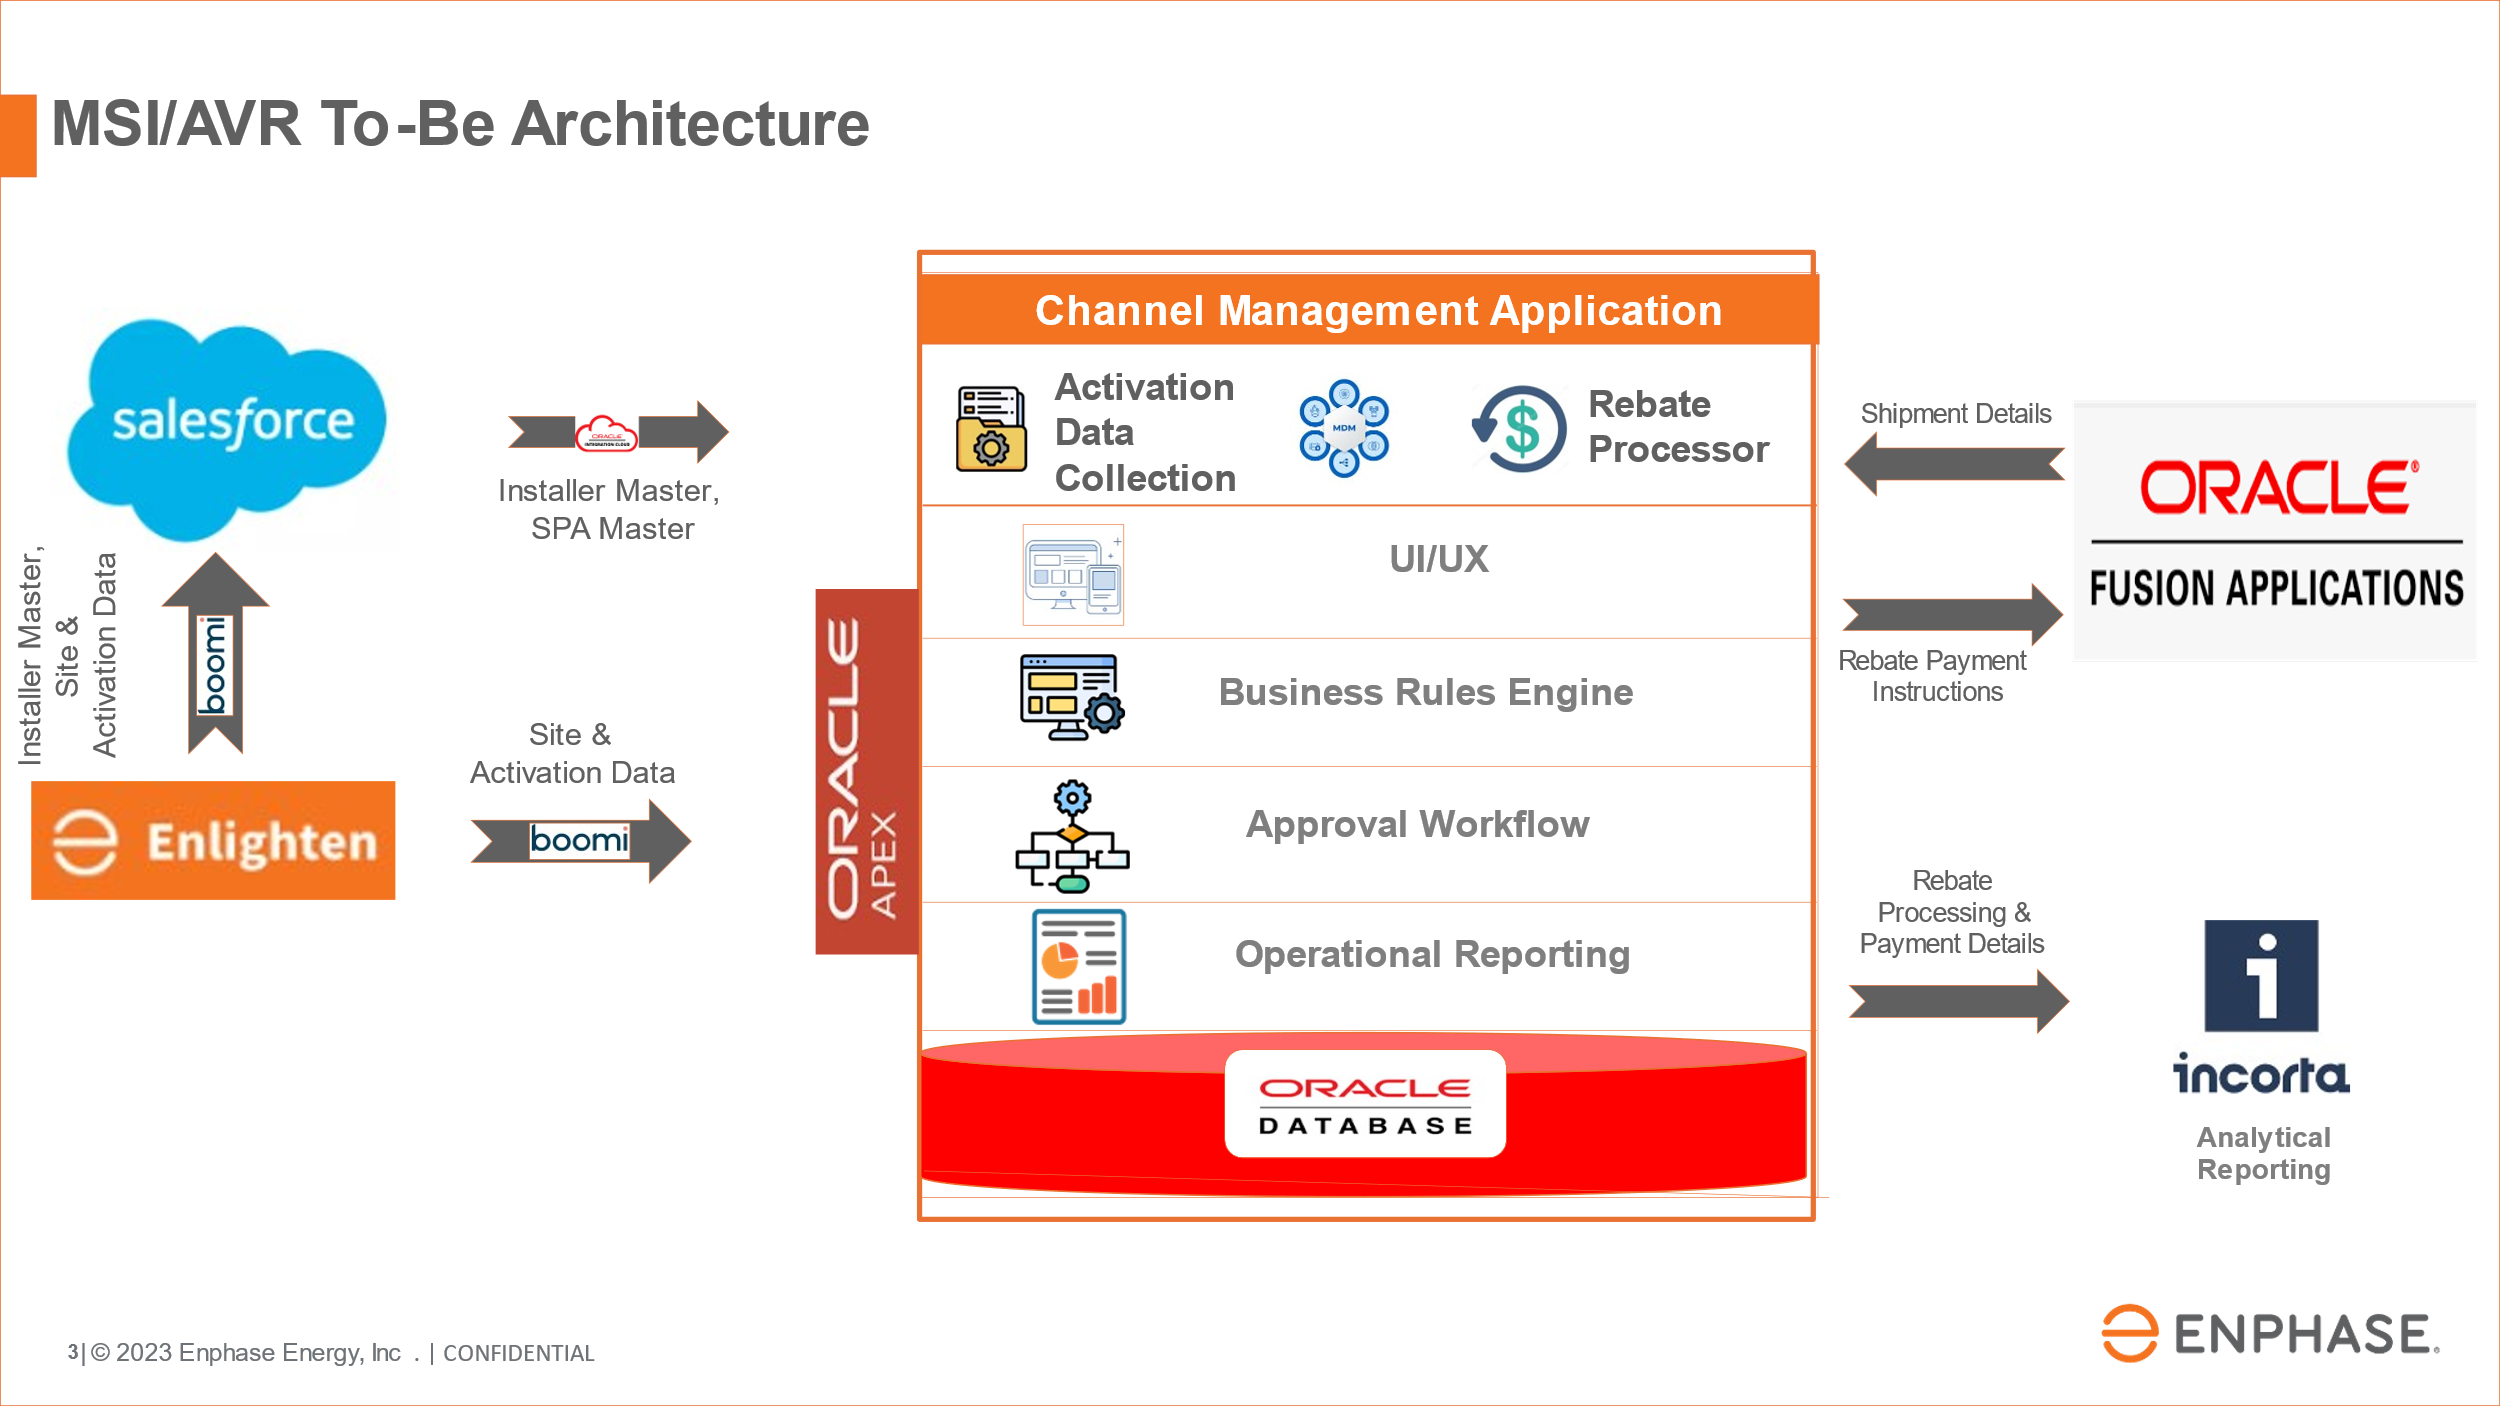 MSI/AVR To-Be Architecture
salesforce
ORACLE
INTEGRATION CLOUD
Installer Master,
SPA Master
Installer Master,
Site &
Activation Data
boomi
Enlighten
Site &
Activation Data
boomi
ORACLE
APEX
Channel Management Application
Activation
Data
Collection
MDM
Rebate
Processor
UI/UX
Business Rules Engine
Approval Workflow
Operational Reporting
ORACLE
DATABASE
Shipment Details
Rebate Payment
Instructions
ORACLE®
FUSION APPLICATIONS
Rebate
Processing &
Payment Details
i
incorta
Analytical
Reporting
3| © 2023 Enphase Energy, Inc . | CONFIDENTIAL
ENPHASE.